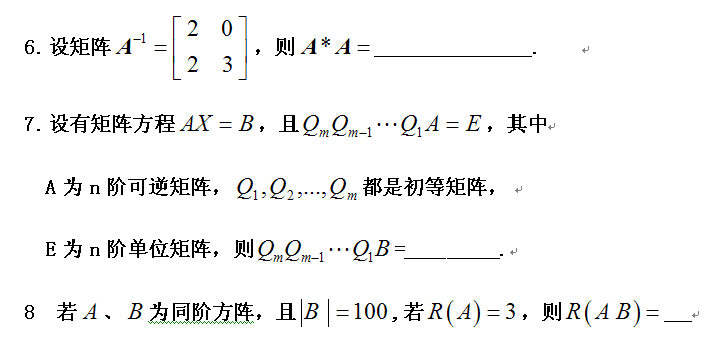 6. 设矩阵 A⁻¹ = [2 0; 2 3], 则 A * A = ______________.
7. 设有矩阵方程 AX = B, 且 QₘQₘ₋₁⋯Q₁A = E, 其中
A 为 n 阶可逆矩阵, Q₁,Q₂,...,Qₘ 都是初等矩阵,
E 为 n 阶单位矩阵, 则 QₘQₘ₋₁⋯Q₁B =________.
8 若 A、B 为同阶方阵, 且|B| = 100, 若 R(A) = 3, 则 R(A B) = __